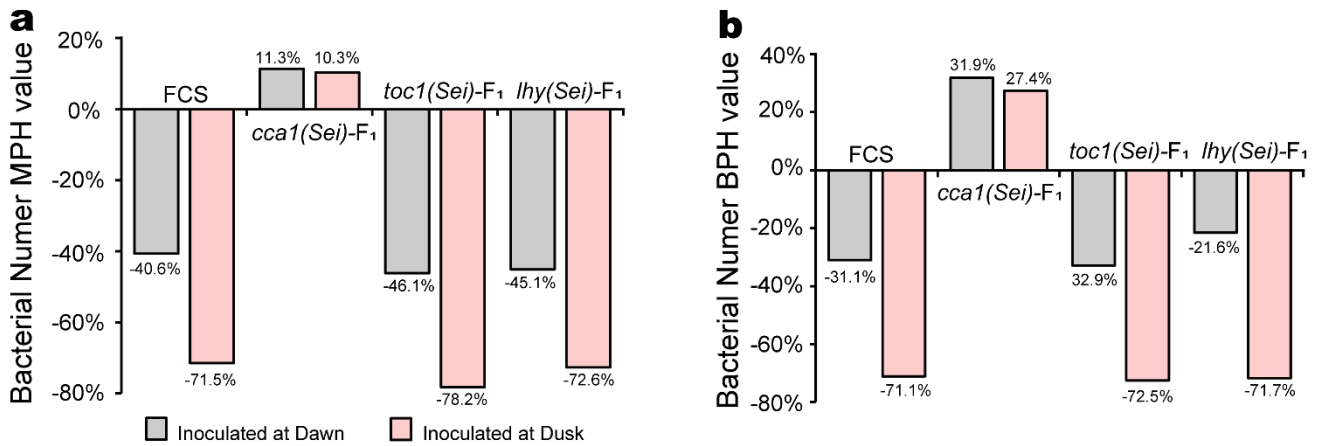 a
Bacterial Numer MPH value
20%
0%
-20%
-40%
-60%
-80%
FCS
-40.6%
-71.5%
11.3%
10.3%
cca1(Sei)-F₁
toc1(Sei)-F₁
-46.1%
-78.2%
lhy(Sei)-F₁
-45.1%
-72.6%
Inoculated at Dawn
Inoculated at Dusk
b
Bacterial Numer BPH value
40%
20%
0%
-20%
-40%
-60%
-80%
FCS
-31.1%
-71.1%
31.9%
27.4%
cca1(Sei)-F₁
toc1(Sei)-F₁
32.9%
-72.5%
lhy(Sei)-F₁
-21.6%
-71.7%